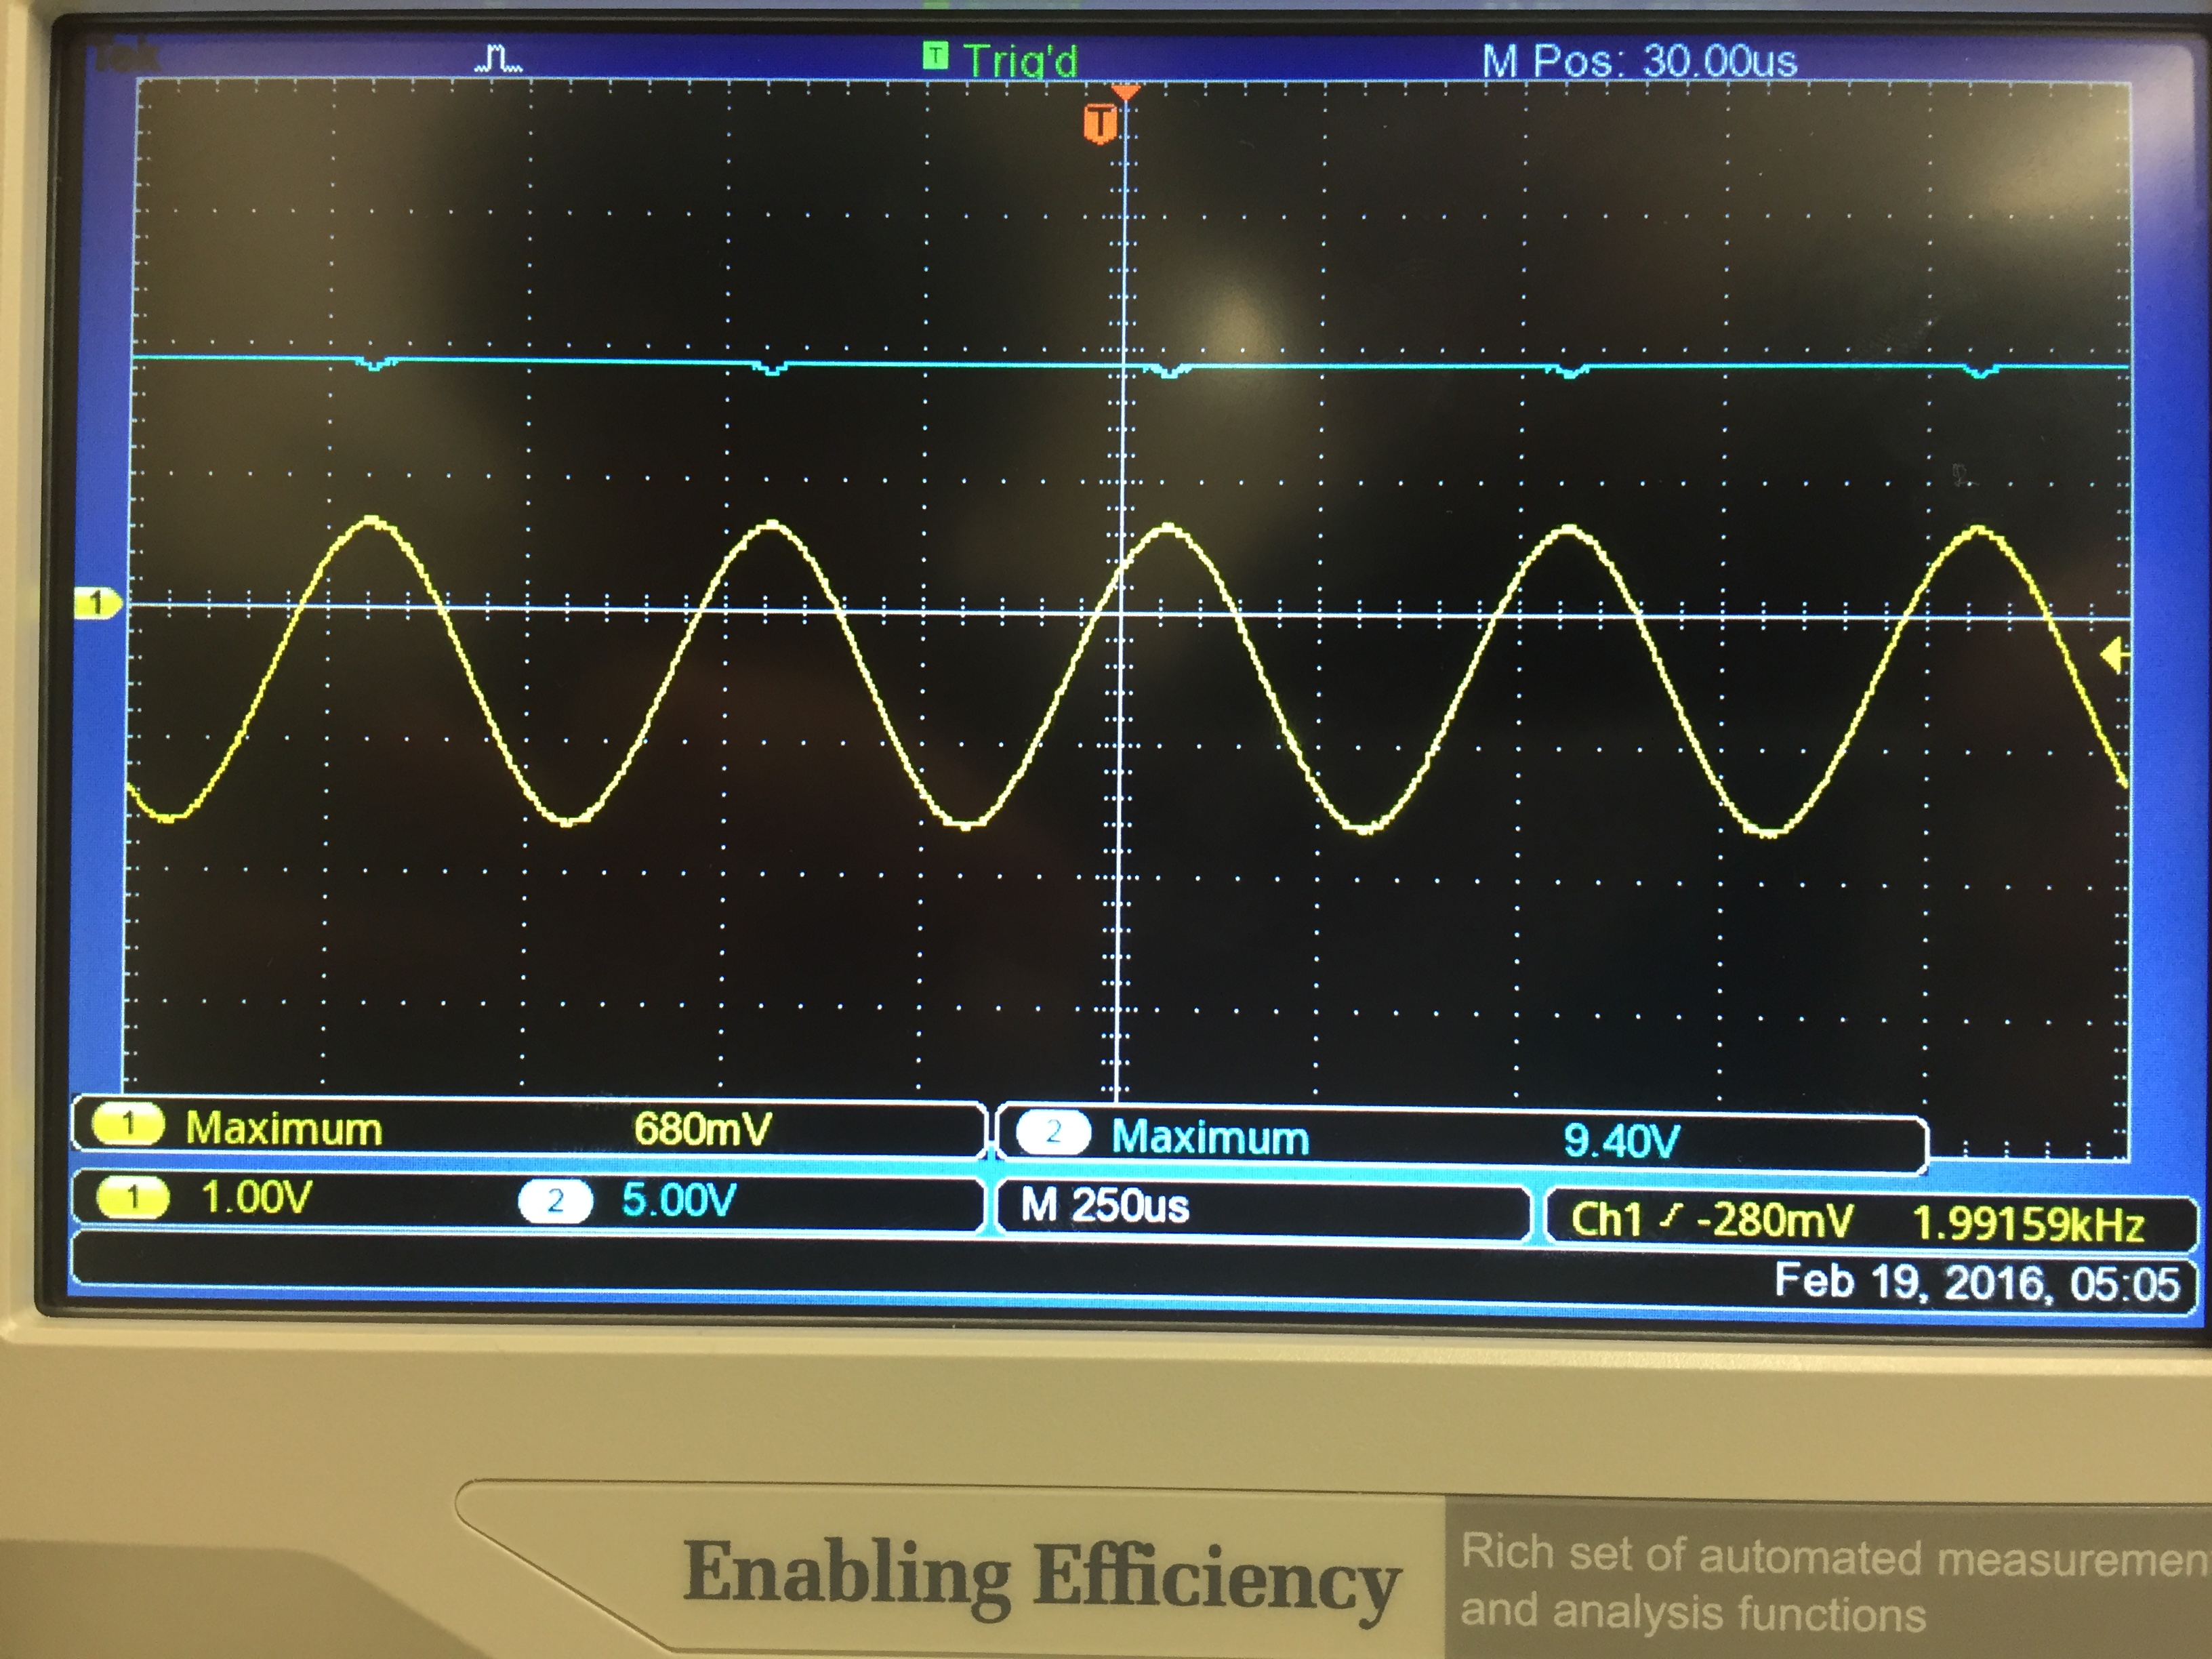 Tek
T Trig'd
M Pos: 30.00us
T
1
1 Maximum 680mV
2 Maximum 9.40V
1 1.00V 2 5.00V
M 250us
Ch1 -280mV 1.99159kHz
Feb 19, 2016, 05:05
Enabling Efficiency
Rich set of automated measuremen
and analysis functions